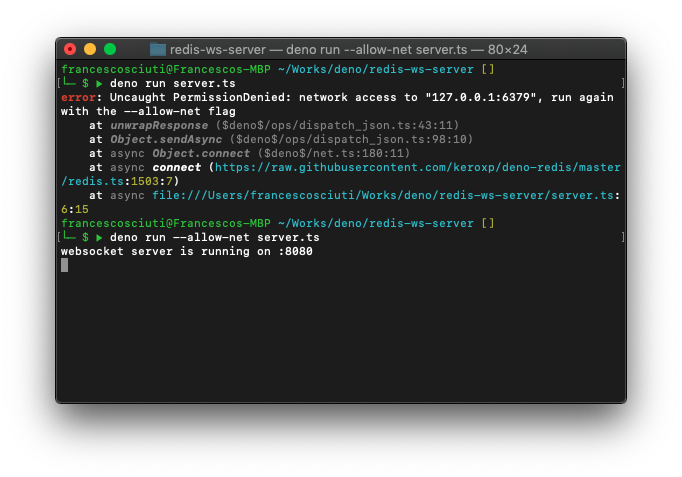 redis-ws-server — deno run --allow-net server.ts — 80×24
francescosciuti@Francescos-MBP ~/Works/deno/redis-ws-server []
[└─ $ ▶ deno run server.ts ]
error: Uncaught PermissionDenied: network access to "127.0.0.1:6379", run again
with the --allow-net flag
at unwrapResponse ($deno$/ops/dispatch_json.ts:43:11)
at Object.sendAsync ($deno$/ops/dispatch_json.ts:98:10)
at async Object.connect ($deno$/net.ts:180:11)
at async connect (https://raw.githubusercontent.com/keroxp/deno-redis/master
/redis.ts:1503:7)
at async file:///Users/francescosciuti/Works/deno/redis-ws-server/server.ts:
6:15
francescosciuti@Francescos-MBP ~/Works/deno/redis-ws-server []
[└─ $ ▶ deno run --allow-net server.ts ]
websocket server is running on :8080